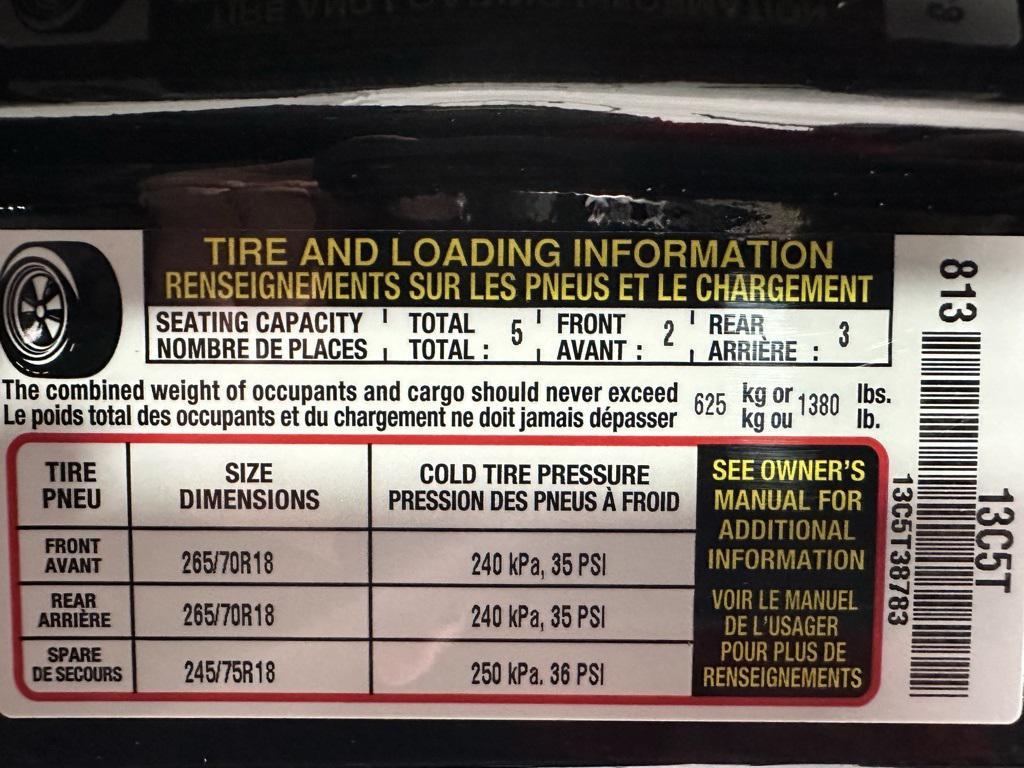 TIRE AND LOADING INFORMATION
RENSEIGNEMENTS SUR LES PNEUS ET LE CHARGEMENT
SEATING CAPACITY TOTAL 5 FRONT 2 REAR 3
NOMBRE DE PLACES TOTAL : AVANT : ARRIÈRE :
The combined weight of occupants and cargo should never exceed 625 kg or 1380 lbs.
Le poids total des occupants et du chargement ne doit jamais dépasser kg ou lb.
TIRE SIZE COLD TIRE PRESSURE
PNEU DIMENSIONS PRESSION DES PNEUS À FROID
FRONT
AVANT 265/70R18 240 kPa, 35 PSI
REAR
ARRIÈRE 265/70R18 240 kPa, 35 PSI
SPARE
DE SECOURS 245/75R18 250 kPa. 36 PSI
SEE OWNER'S
MANUAL FOR
ADDITIONAL
INFORMATION
VOIR LE MANUEL
DE L'USAGER
POUR PLUS DE
RENSEIGNEMENTS
813
13C5T38783
13C5T